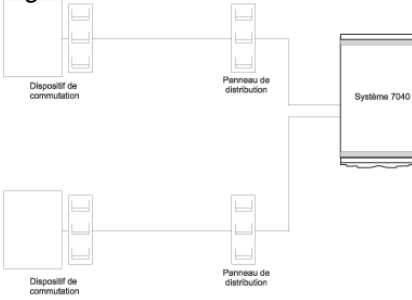 Dispositif de
commutation
Panneau de
distribution
Système 7040
Dispositif de
commutation
Panneau de
distribution